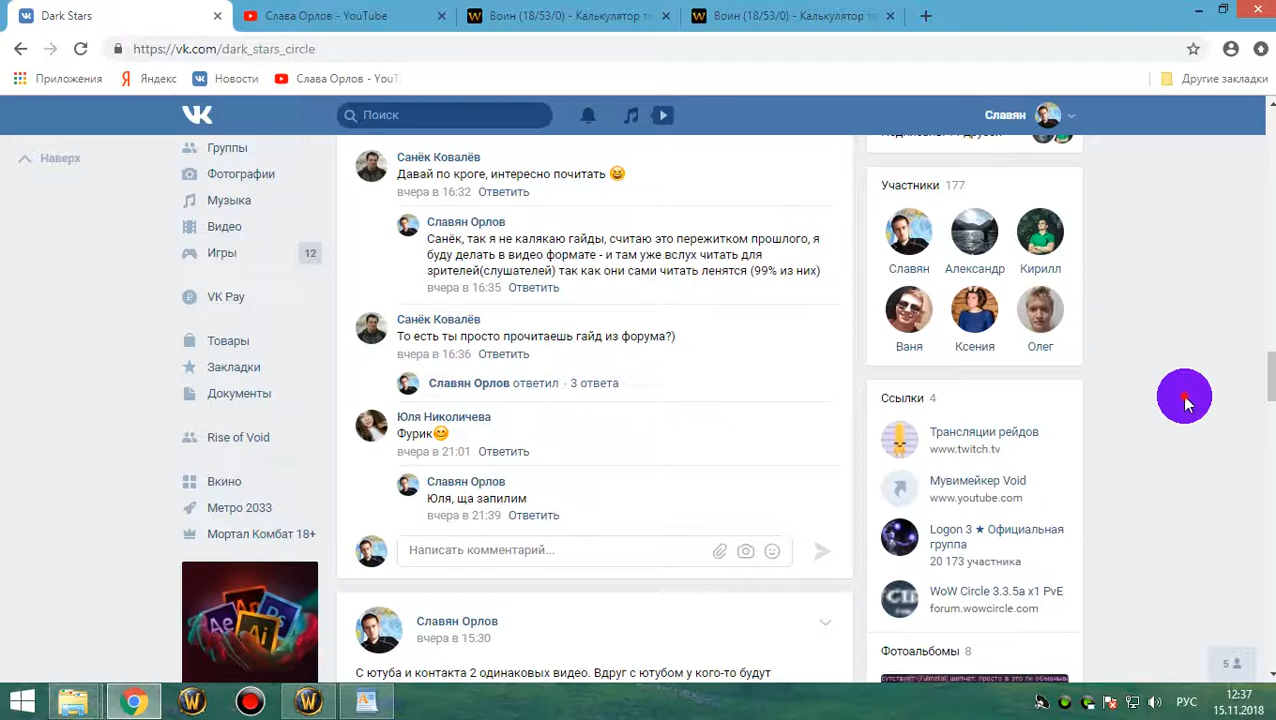 Dark Stars
Слава Орлов - YouTube
Воин (18/53/0) - Калькулятор т
Воин (18/53/0) - Калькулятор т
https://vk.com/dark_stars_circle
Приложения
Яндекс
Новости
Слава Орлов - YouT
Другие закладки
Поиск
Славян
Наверх
Группы
Фотографии
Музыка
Видео
Игры
12
VK Pay
Товары
Закладки
Документы
Rise of Void
Вкино
Метро 2033
Мортал Комбат 18+
Санёк Ковалёв
Давай по кроге, интересно почитать
вчера в 16:32 Ответить
Славян Орлов
Санёк, так я не калякаю гайды, считаю это пережитком прошлого, я
буду делать в видео формате - и там уже вслух читать для
зрителей(слушателей) так как они сами читать ленятся (99% из них)
вчера в 16:35 Ответить
Санёк Ковалёв
То есть ты просто прочитаешь гайд из форума?)
вчера в 16:36 Ответить
Славян Орлов ответил · 3 ответа
Юля Николичева
Фурик
вчера в 21:01 Ответить
Славян Орлов
Юля, ща запилим
вчера в 21:39 Ответить
Написать комментарий...
Славян Орлов
вчера в 15:30
С ютуба и контакта 2 одинаковых видео. Вдруг с ютубом у кого-то будут
Участники 177
Славян
Александр
Кирилл
Ваня
Ксения
Олег
Ссылки 4
Трансляции рейдов
www.twitch.tv
Мувимейкер Void
www.youtube.com
Logon 3 ★ Официальная
группа
20 173 участника
WoW Circle 3.3.5a x1 PvE
forum.wowcircle.com
Фотоальбомы 8
5
РУС
12:37
15.11.2018